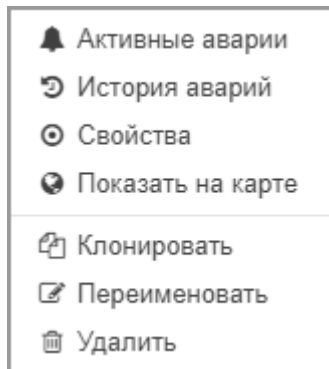 Активные аварии
История аварий
Свойства
Показать на карте
Клонировать
Переименовать
Удалить